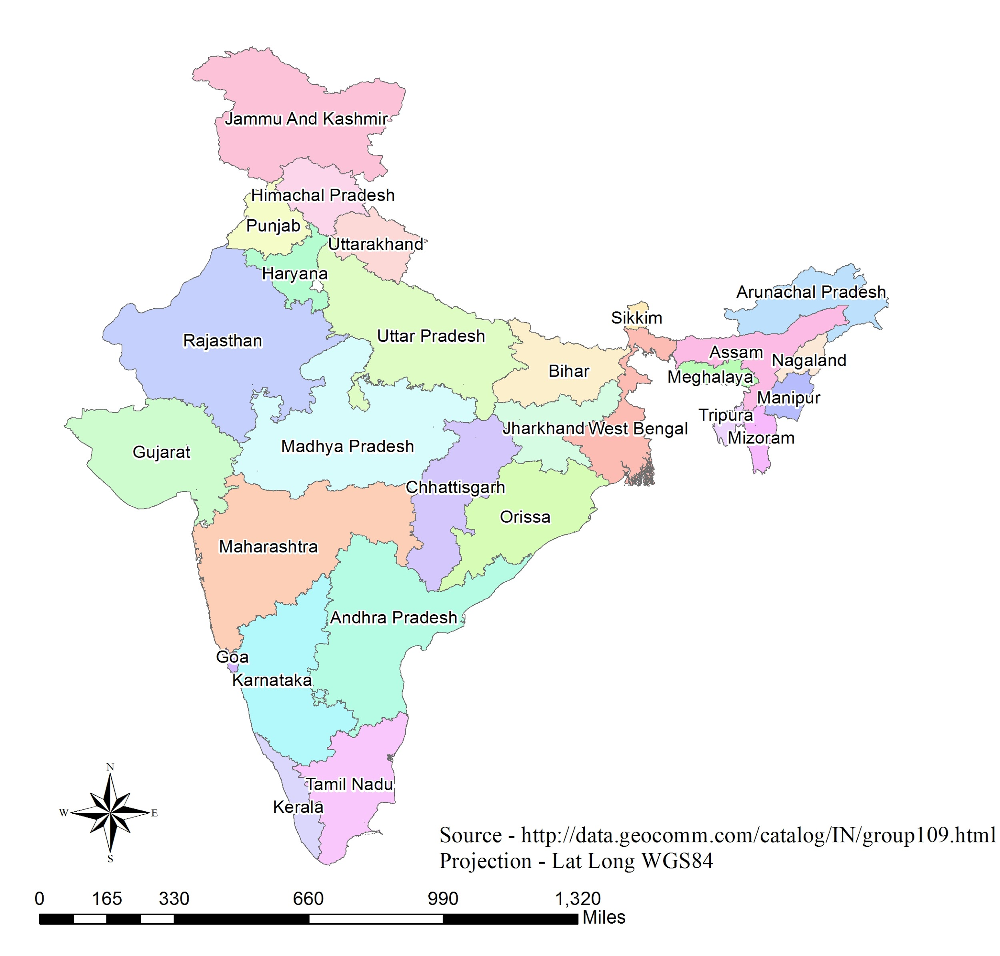 Jammu And Kashmir
Himachal Pradesh
Punjab
Uttarakhand
Haryana
Arunachal Pradesh
Sikkim
Rajasthan
Uttar Pradesh
Assam
Nagaland
Bihar
Meghalaya
Manipur
Tripura
Jharkhand
West Bengal
Mizoram
Madhya Pradesh
Gujarat
Chhattisgarh
Orissa
Maharashtra
Andhra Pradesh
Goa
Karnataka
Tamil Nadu
Kerala
N
W E
S
Source - http://data.geocomm.com/catalog/IN/group109.html
Projection - Lat Long WGS84
0 165 330 660 990 1,320
Miles